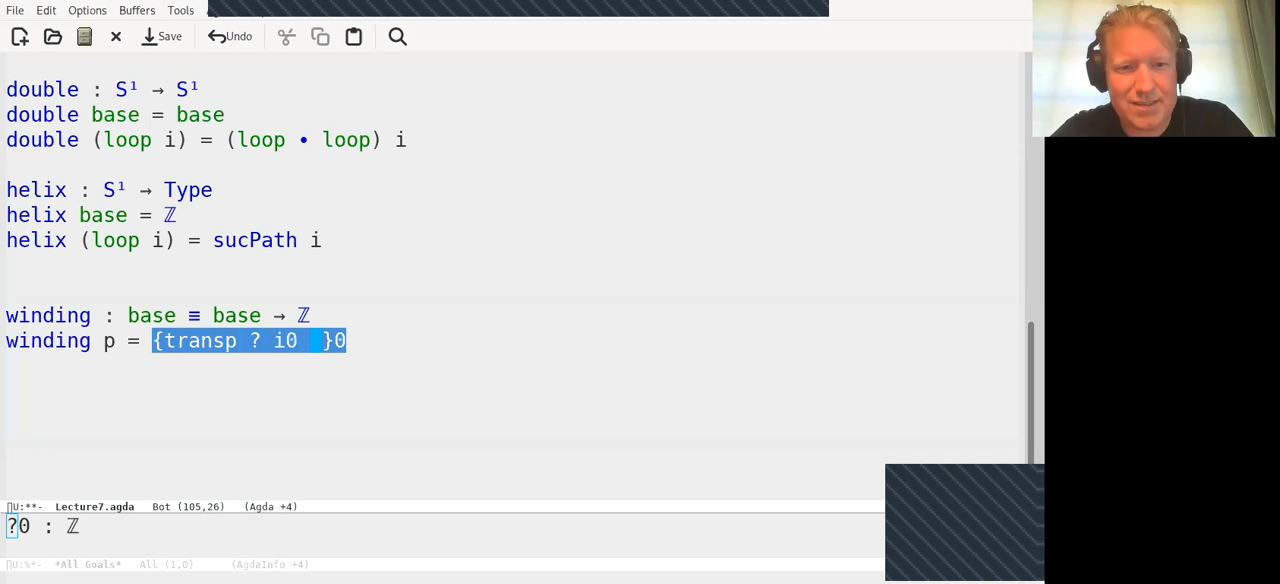 File Edit Options Buffers Tools
Save Undo
double : S¹ → S¹
double base = base
double (loop i) = (loop • loop) i
helix : S¹ → Type
helix base = ℤ
helix (loop i) = sucPath i
winding : base ≡ base → ℤ
winding p = {transp ? i0 }0
U:**- Lecture7.agda Bot (105,26) (Agda +4)
?0 : ℤ
U:%*- *All Goals* All (1,0) (AgdaInfo +4)